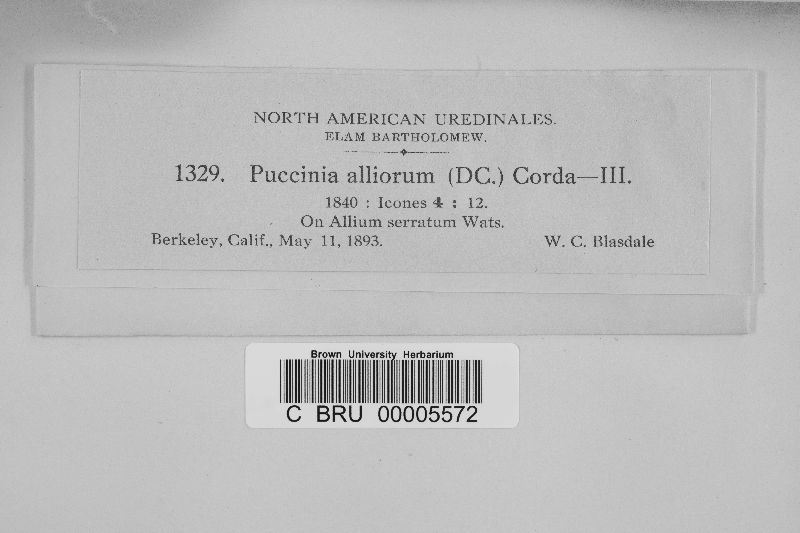 NORTH AMERICAN UREDINALES.
ELAM BARTHOLOMEW.
1329. Puccinia alliorum (DC.) Corda—III.
1840 : Icones 4 : 12.
On Allium serratum Wats.
Berkeley, Calif., May 11, 1893. W. C. Blasdale
Brown University Herbarium
C BRU 00005572